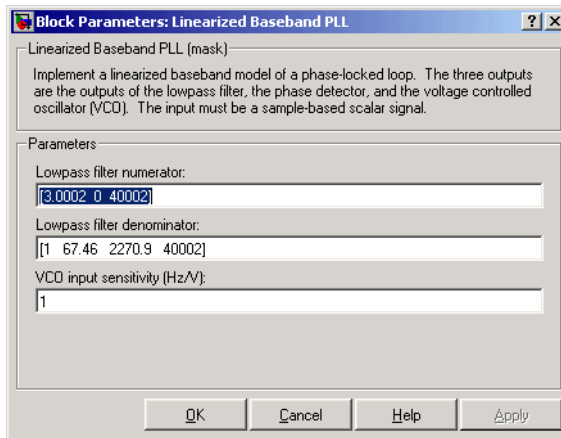 Block Parameters: Linearized Baseband PLL
Linearized Baseband PLL (mask)
Implement a linearized baseband model of a phase-locked loop. The three outputs
are the outputs of the lowpass filter, the phase detector, and the voltage controlled
oscillator (VCO). The input must be a sample-based scalar signal.
Parameters
Lowpass filter numerator:
[3.0002 0 40002]
Lowpass filter denominator:
[1 67.46 2270.9 40002]
VCO input sensitivity (Hz/V):
1
OK Cancel Help Apply